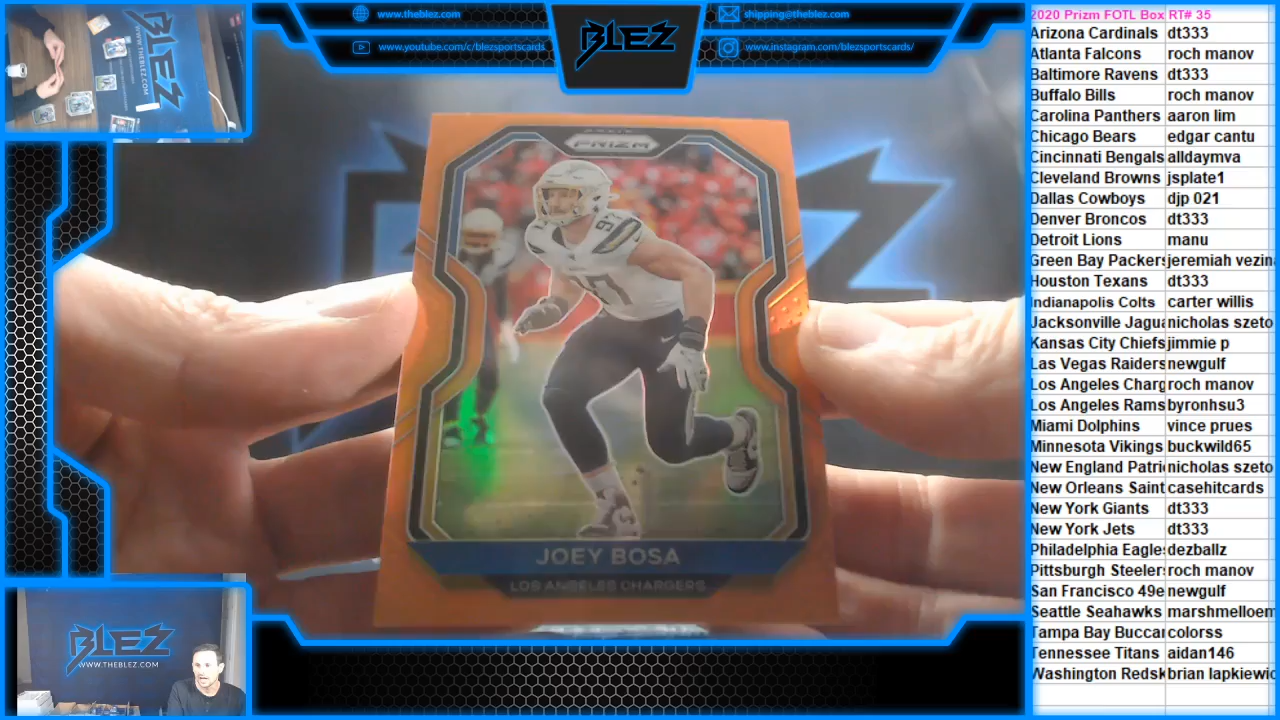 www.theblez.com
www.youtube.com/c/blezsportscards
BLEZ
shipping@theblez.com
www.instagram.com/blezsportscards/
PRIZM
97
97
JOEY BOSA
LOS ANGELES CHARGERS
BLEZ
WWW.THEBLEZ.COM
2020 Prizm FOTL Box RT# 35
Arizona Cardinals dt333
Atlanta Falcons roch manov
Baltimore Ravens dt333
Buffalo Bills roch manov
Carolina Panthers aaron lim
Chicago Bears edgar cantu
Cincinnati Bengals alldaymva
Cleveland Browns jsplate1
Dallas Cowboys djp 021
Denver Broncos dt333
Detroit Lions manu
Green Bay Packers jeremiah vezina
Houston Texans dt333
Indianapolis Colts carter willis
Jacksonville Jagua nicholas szeto
Kansas City Chiefs jimmie p
Las Vegas Raiders newgulf
Los Angeles Charg roch manov
Los Angeles Rams byronhsu3
Miami Dolphins vince prues
Minnesota Vikings buckwild65
New England Patri nicholas szeto
New Orleans Saint casehitcards
New York Giants dt333
New York Jets dt333
Philadelphia Eagle dezballz
Pittsburgh Steeler roch manov
San Francisco 49e newgulf
Seattle Seahawks marshmelloem
Tampa Bay Buccan colorss
Tennessee Titans aidan146
Washington Redsk brian lapkiewic